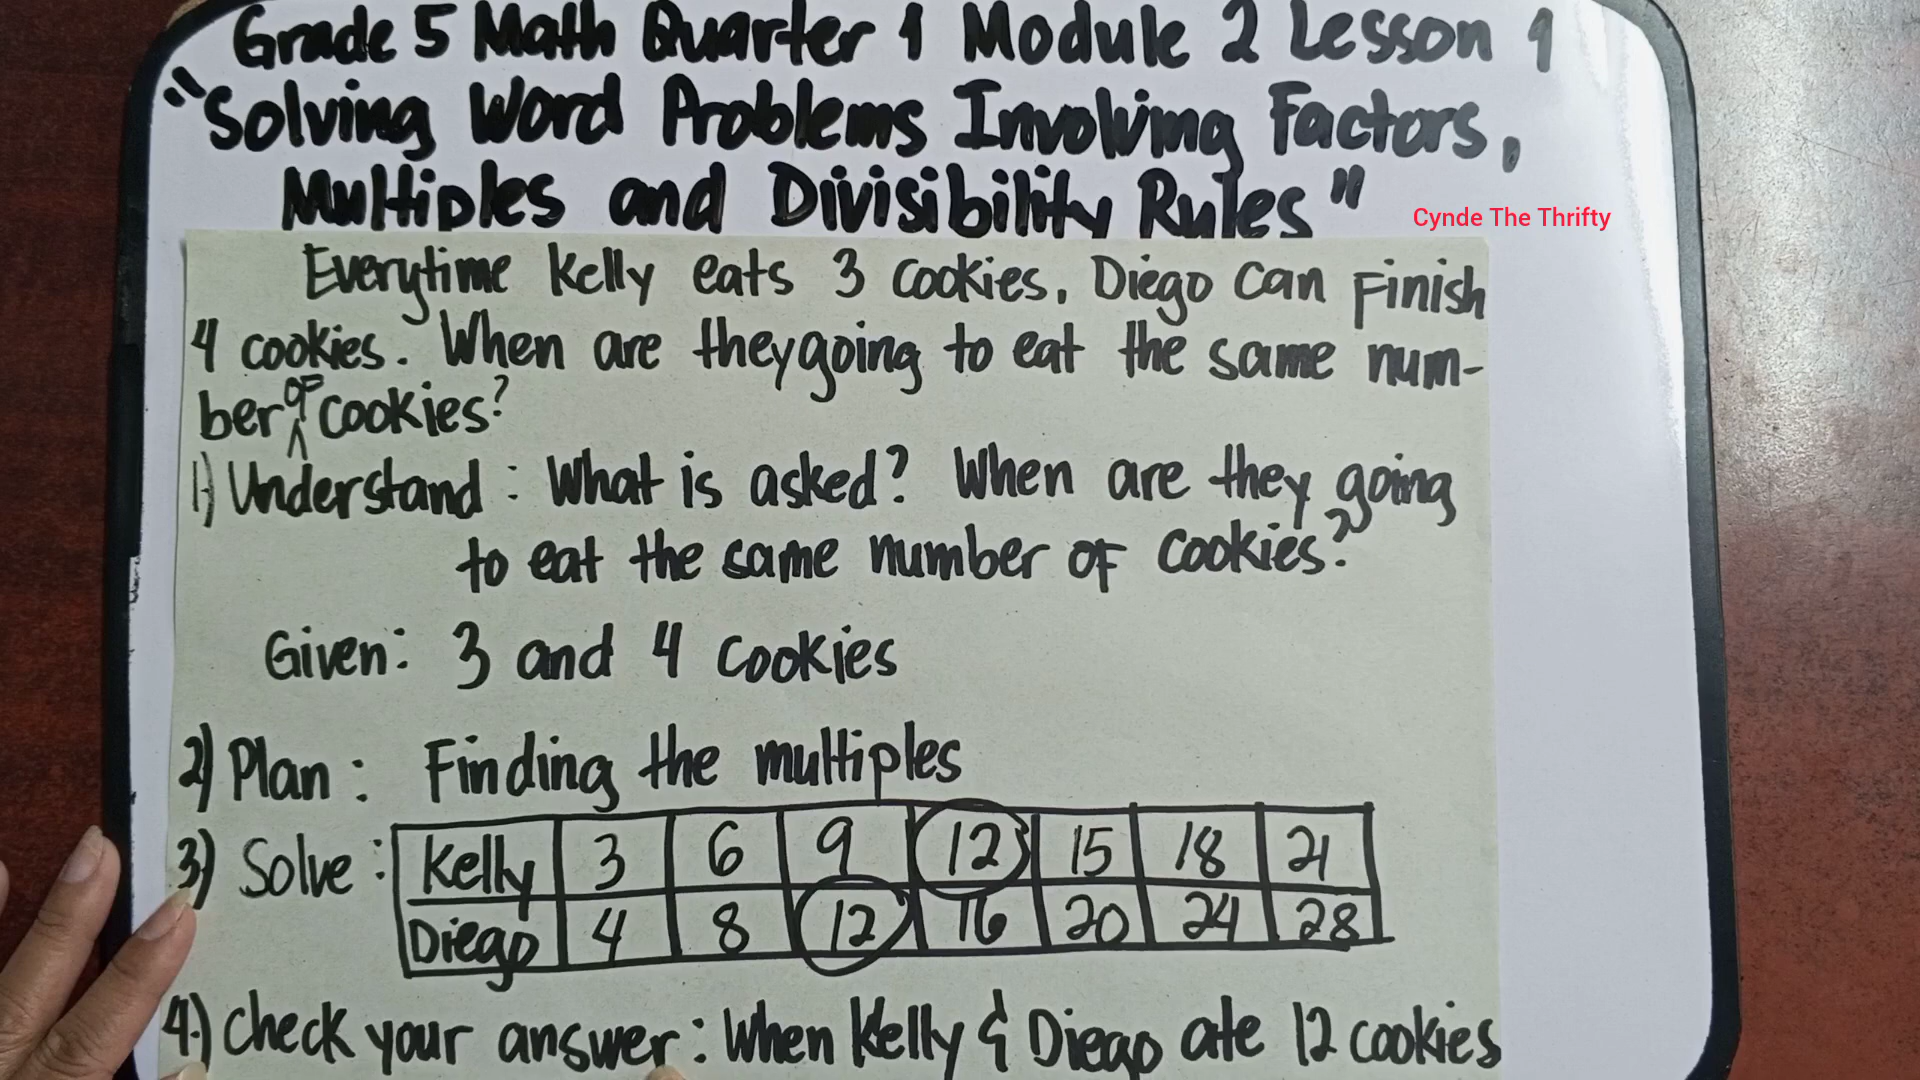 Grade 5 Math Quarter 1 Module 2 Lesson 1
"Solving Word Problems Involving Factors,
Multiples and Divisibility Rules"
Cynde The Thrifty
Everytime Kelly eats 3 cookies, Diego can finish
4 cookies. When are they going to eat the same num-
ber of cookies?
1) Understand: What is asked? When are they going
to eat the same number of cookies?
Given: 3 and 4 cookies
2) Plan: Finding the multiples
3) Solve: Kelly 3 6 9 12 15 18 21
Diego 4 8 12 16 20 24 28
4.) Check your answer: When Kelly & Diego ate 12 cookies